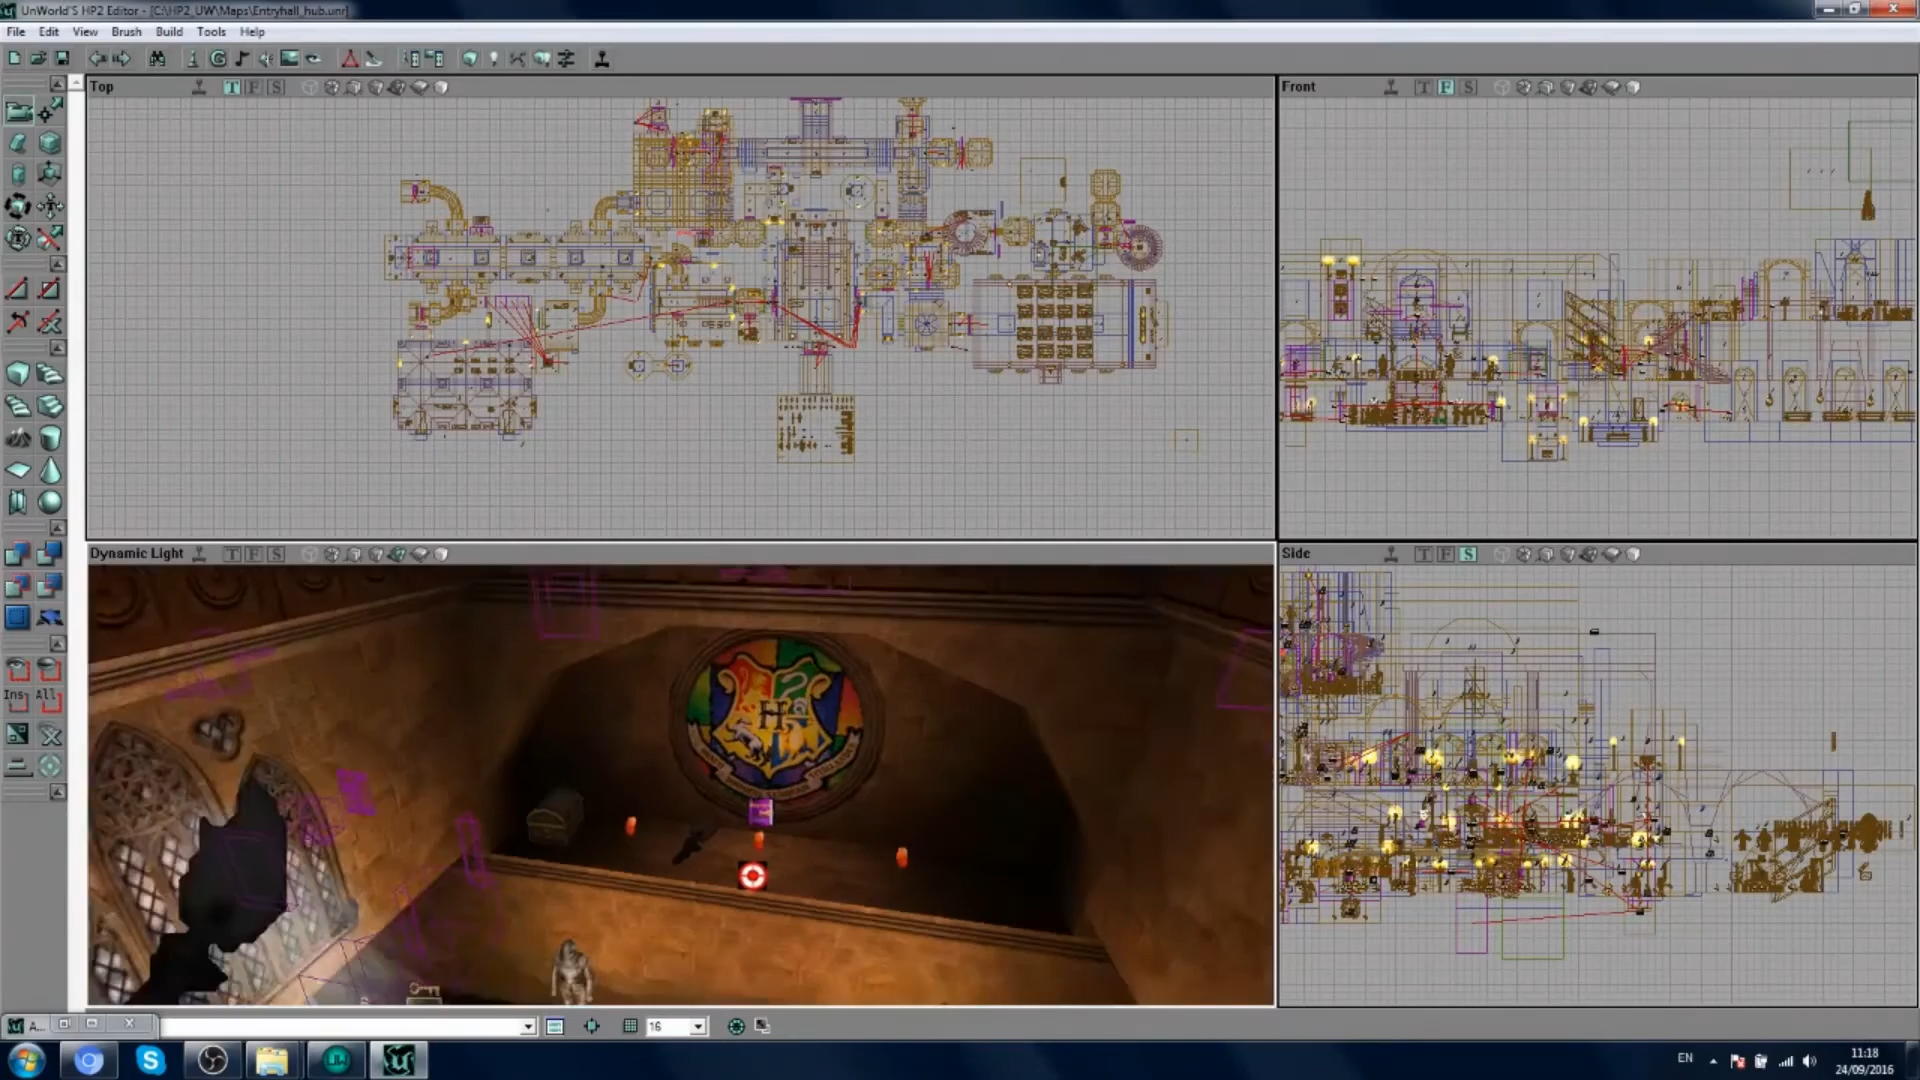 UnWorld'S HP2 Editor - [C:\HP2_UW\Maps\Entryhall_hub.unr]
File Edit View Brush Build Tools Help
Top T F S
Front T F S
Dynamic Light T F S
Side T F S
Ins All
H
A...
16
EN
11:18
24/09/2016